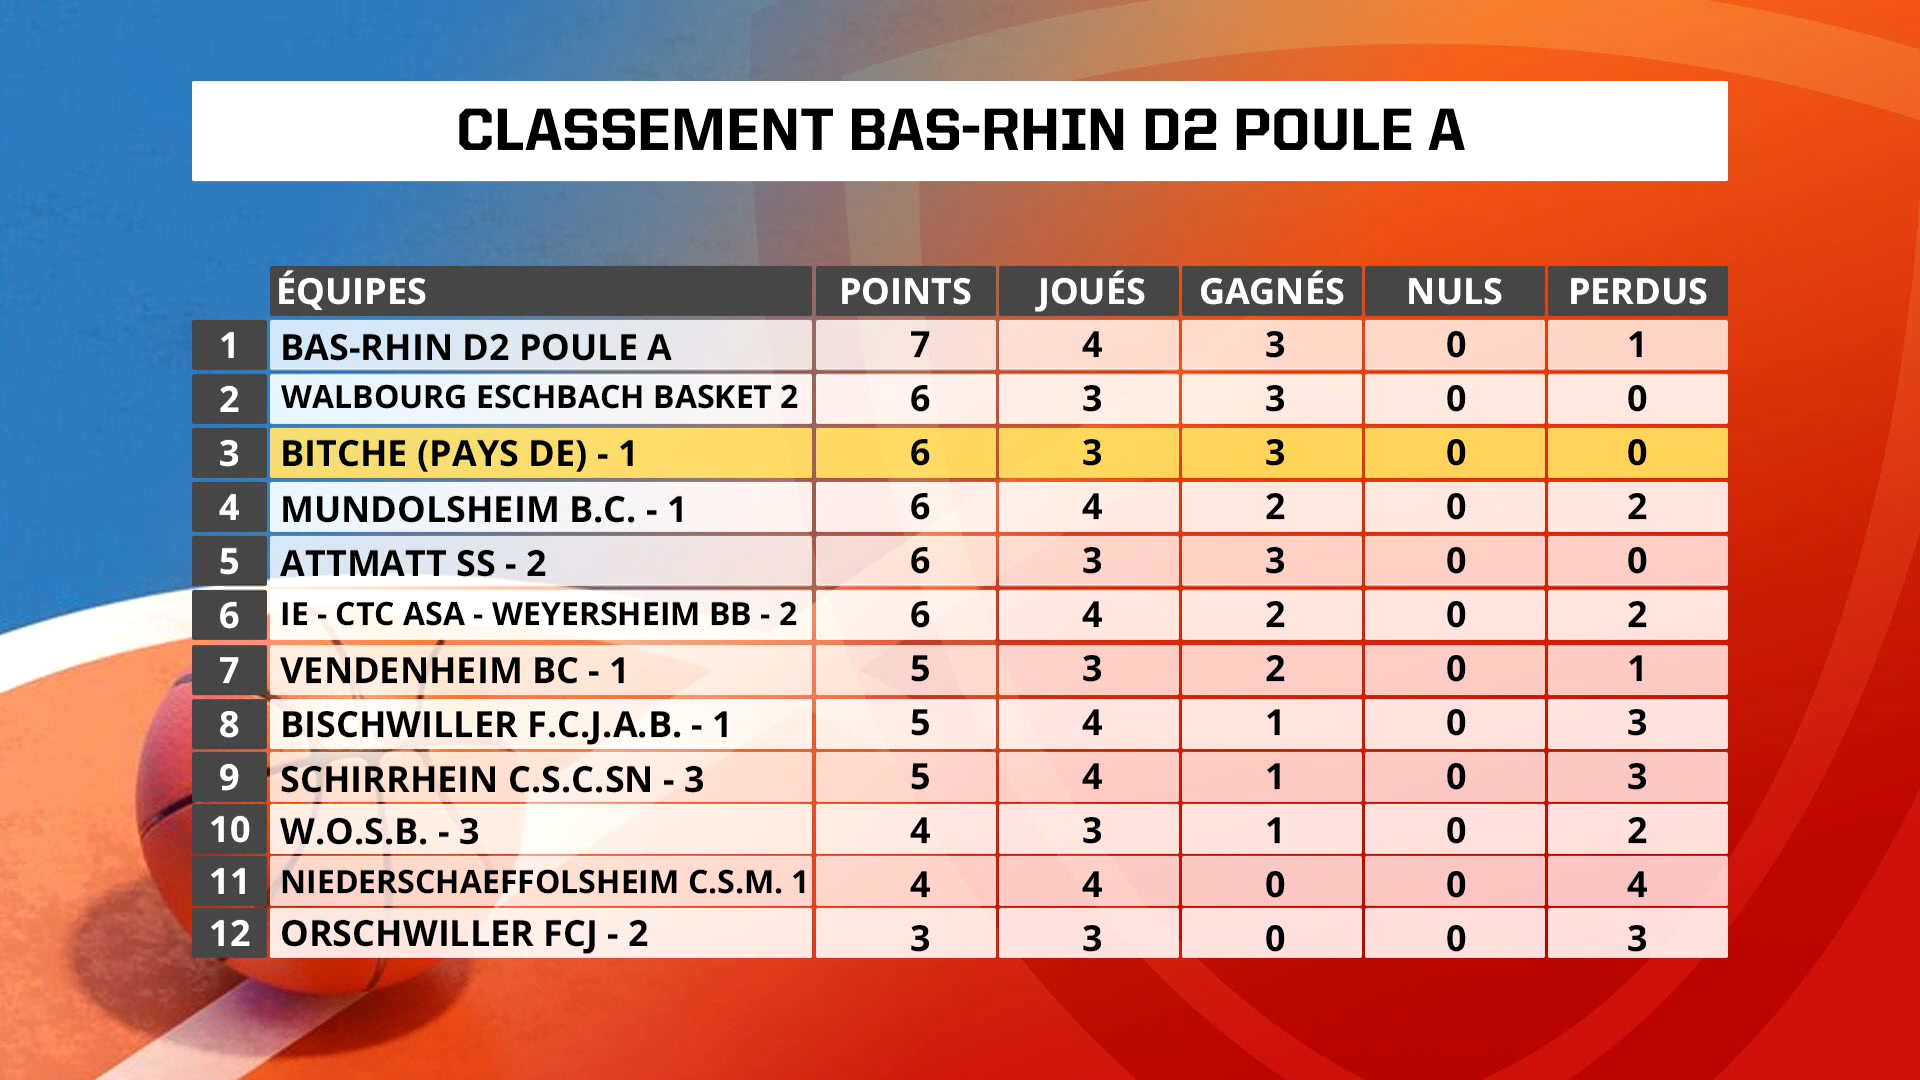 CLASSEMENT BAS-RHIN D2 POULE A
ÉQUIPES POINTS JOUÉS GAGNÉS NULS PERDUS
1 BAS-RHIN D2 POULE A 7 4 3 0 1
2 WALBOURG ESCHBACH BASKET 2 6 3 3 0 0
3 BITCHE (PAYS DE) - 1 6 3 3 0 0
4 MUNDOLSHEIM B.C. - 1 6 4 2 0 2
5 ATTMATT SS - 2 6 3 3 0 0
6 IE - CTC ASA - WEYERSHEIM BB - 2 6 4 2 0 2
7 VENDENHEIM BC - 1 5 3 2 0 1
8 BISCHWILLER F.C.J.A.B. - 1 5 4 1 0 3
9 SCHIRRHEIN C.S.C.SN - 3 5 4 1 0 3
10 W.O.S.B. - 3 4 3 1 0 2
11 NIEDERSCHAEFFOLSHEIM C.S.M. 1 4 4 0 0 4
12 ORSCHWILLER FCJ - 2 3 3 0 0 3